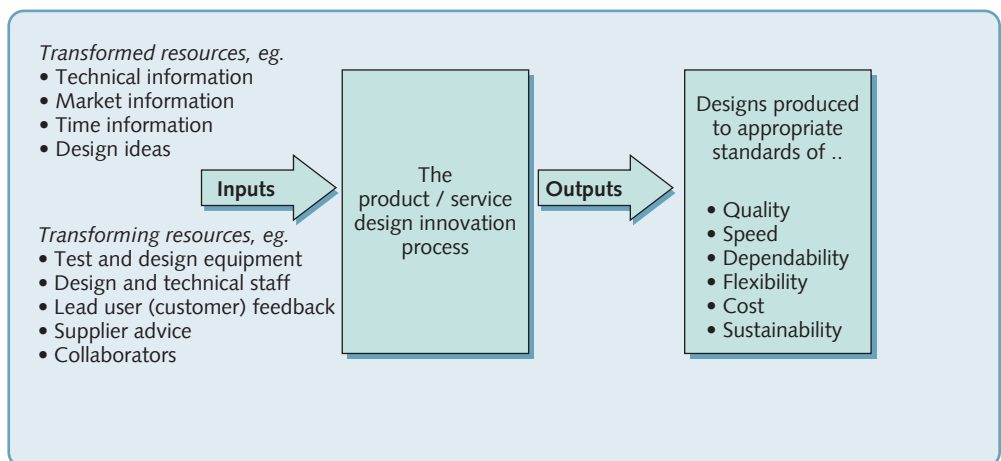 Transformed resources, eg.
• Technical information
• Market information
• Time information
• Design ideas
Inputs
Transforming resources, eg.
• Test and design equipment
• Design and technical staff
• Lead user (customer) feedback
• Supplier advice
• Collaborators
The
product / service
design innovation
process
Outputs
Designs produced
to appropriate
standards of ..
• Quality
• Speed
• Dependability
• Flexibility
• Cost
• Sustainability